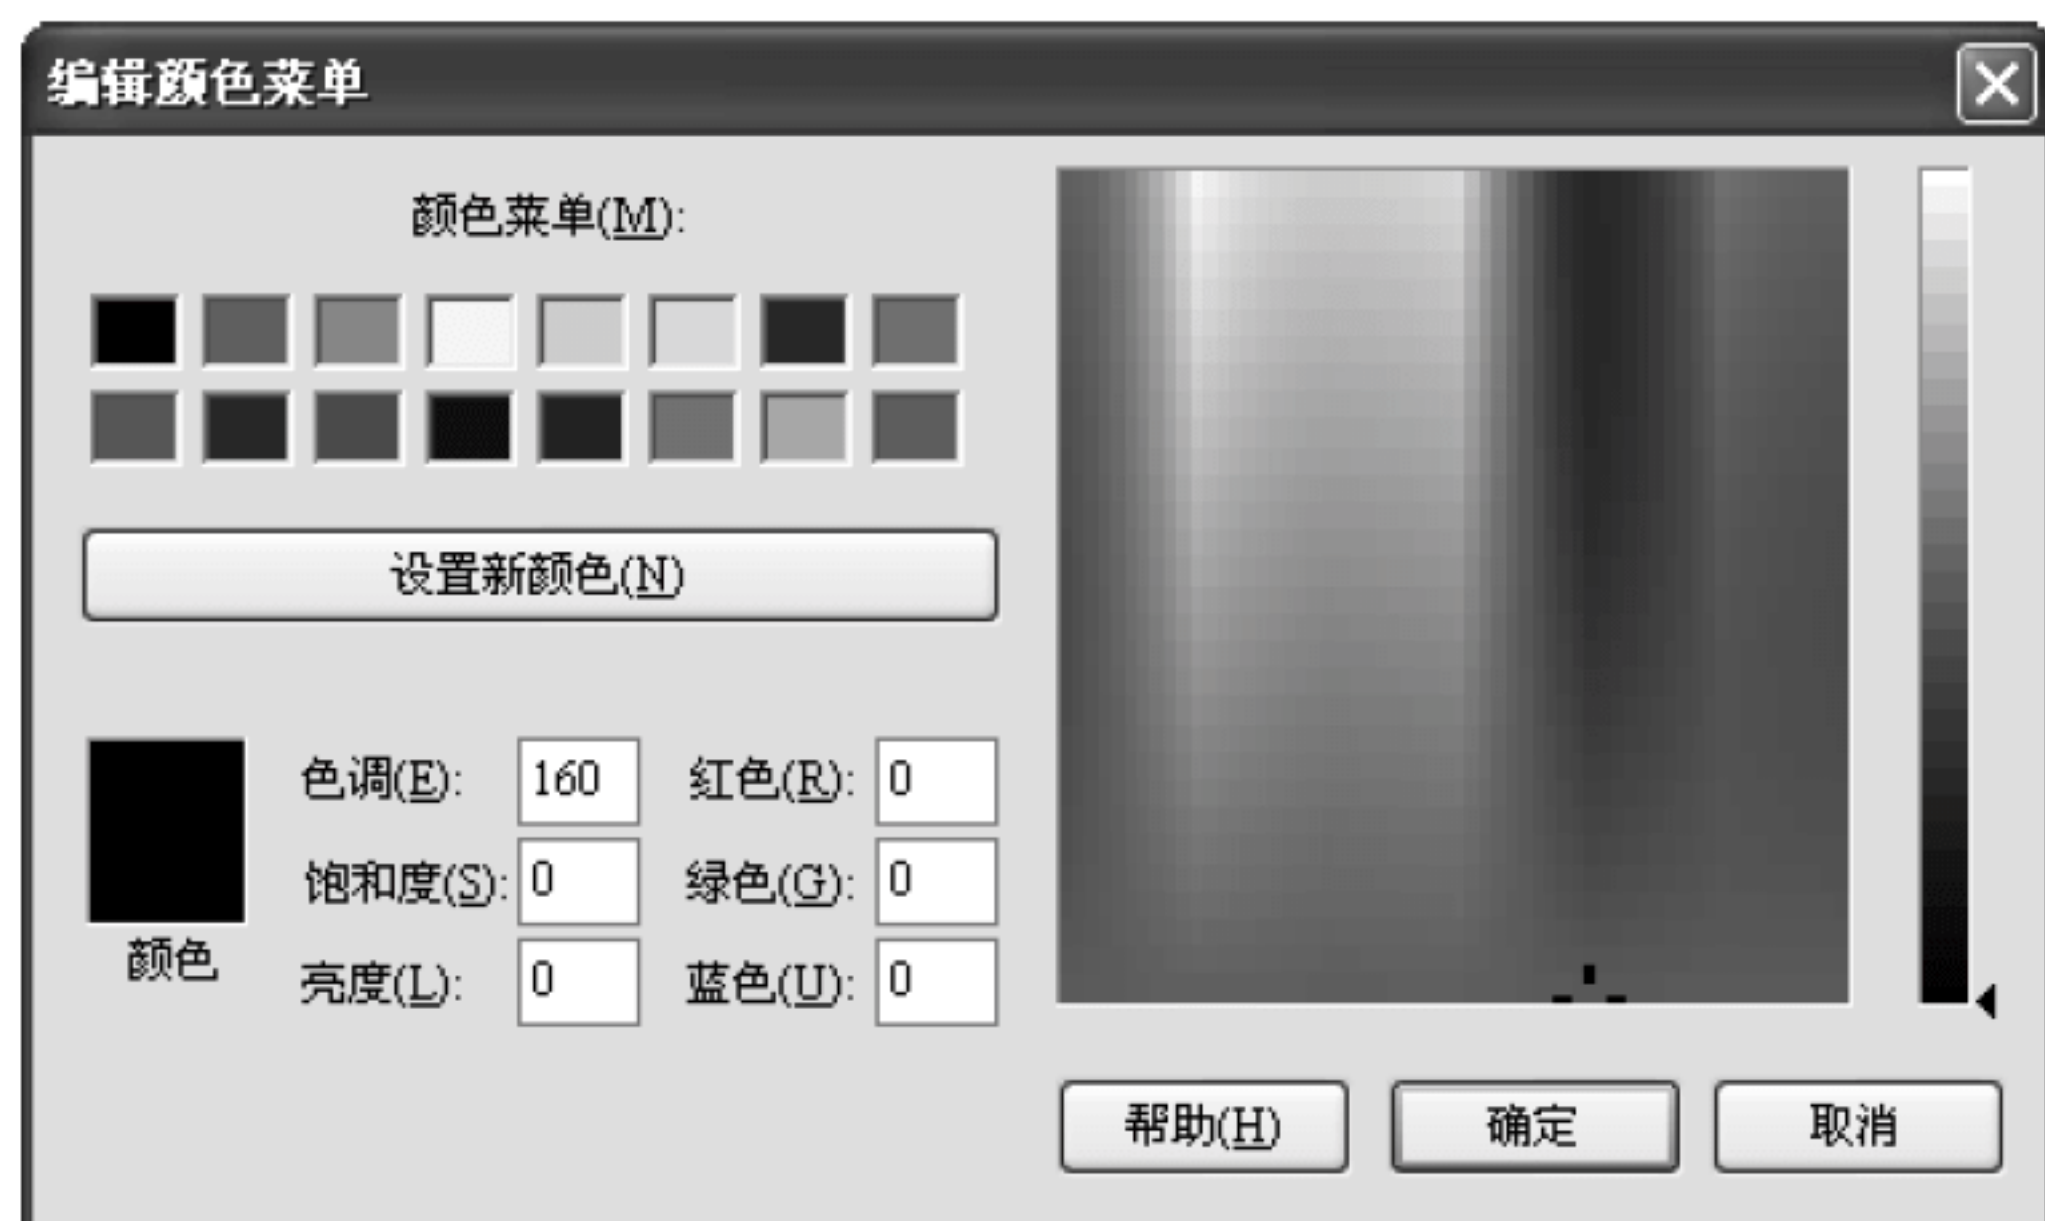 编辑颜色菜单
颜色菜单(M):
设置新颜色(N)
色调(E): 160 红色(R): 0
饱和度(S): 0 绿色(G): 0
亮度(L): 0 蓝色(U): 0
颜色
帮助(H) 确定 取消